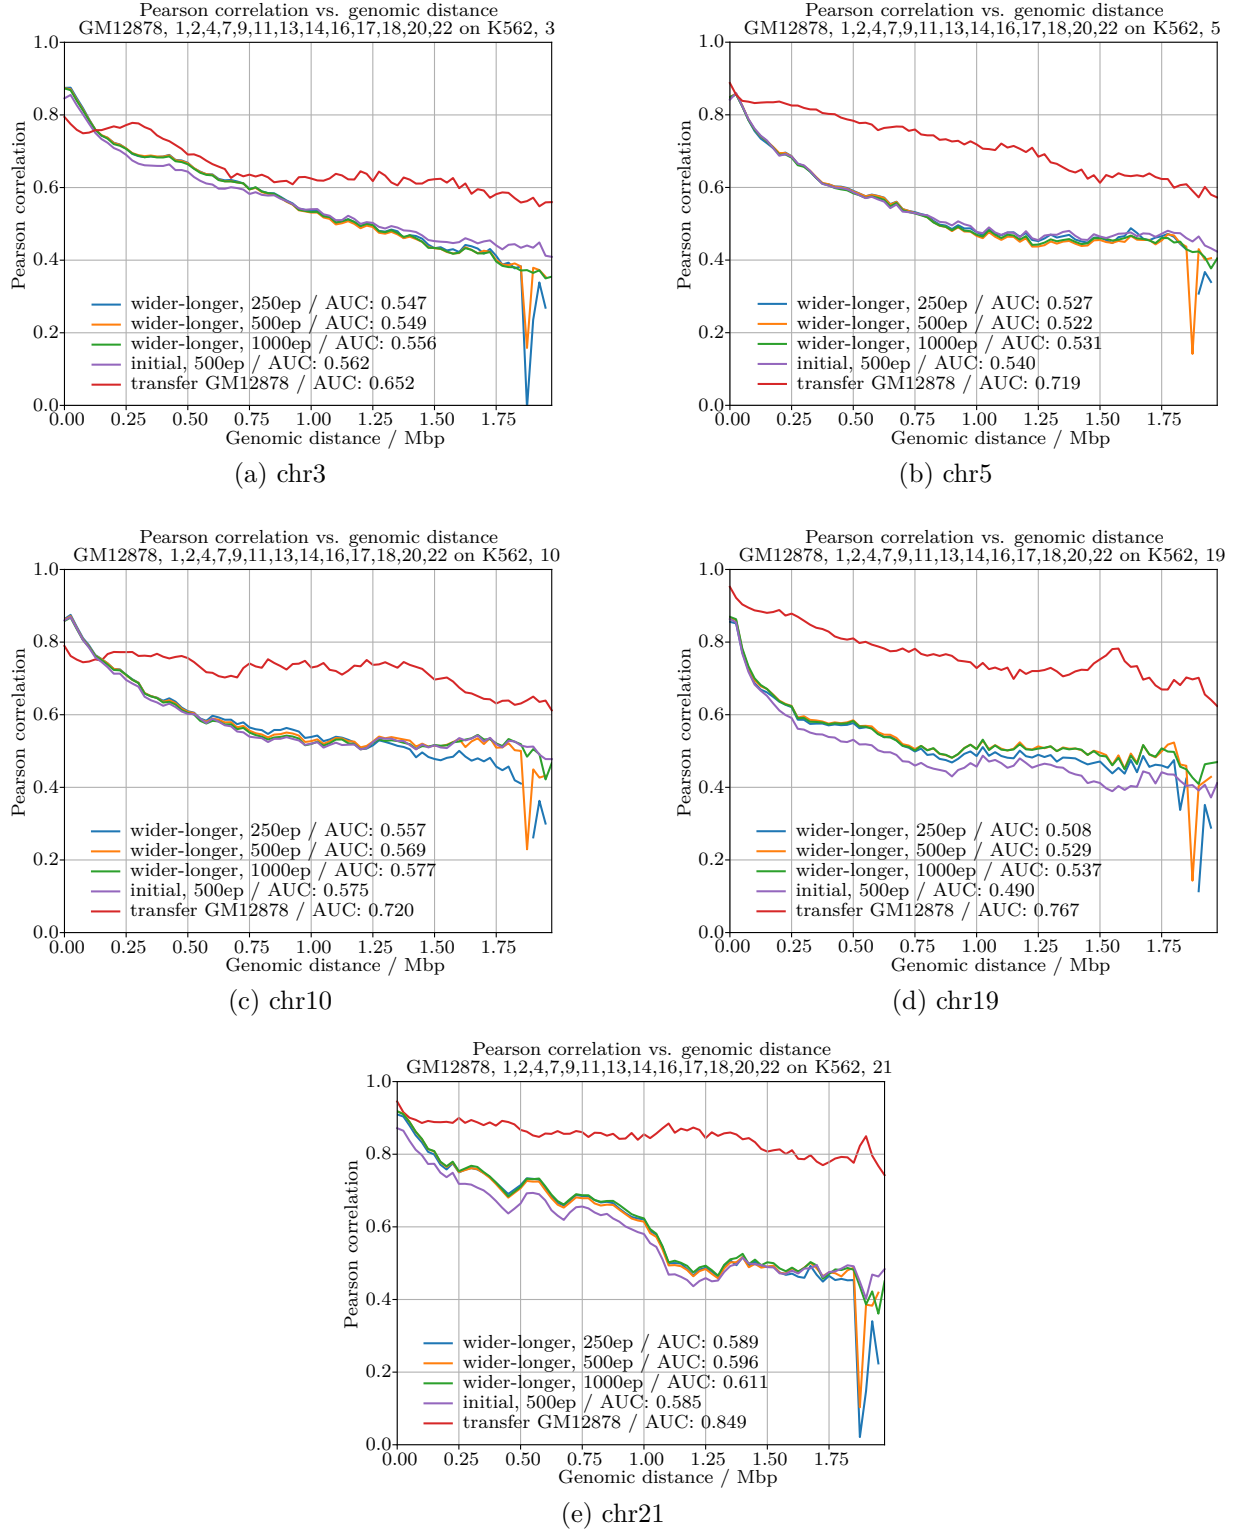 Pearson correlation vs. genomic distance
GM12878, 1,2,4,7,9,11,13,14,16,17,18,20,22 on K562, 3
1.0
0.8
0.6
0.4
0.2
0.0
Pearson correlation
wider-longer, 250ep / AUC: 0.547
wider-longer, 500ep / AUC: 0.549
wider-longer, 1000ep / AUC: 0.556
initial, 500ep / AUC: 0.562
transfer GM12878 / AUC: 0.652
0.00 0.25 0.50 0.75 1.00 1.25 1.50 1.75
Genomic distance / Mbp
(a) chr3
Pearson correlation vs. genomic distance
GM12878, 1,2,4,7,9,11,13,14,16,17,18,20,22 on K562, 5
1.0
0.8
0.6
0.4
0.2
0.0
Pearson correlation
wider-longer, 250ep / AUC: 0.527
wider-longer, 500ep / AUC: 0.522
wider-longer, 1000ep / AUC: 0.531
initial, 500ep / AUC: 0.540
transfer GM12878 / AUC: 0.719
0.00 0.25 0.50 0.75 1.00 1.25 1.50 1.75
Genomic distance / Mbp
(b) chr5
Pearson correlation vs. genomic distance
GM12878, 1,2,4,7,9,11,13,14,16,17,18,20,22 on K562, 10
1.0
0.8
0.6
0.4
0.2
0.0
Pearson correlation
wider-longer, 250ep / AUC: 0.557
wider-longer, 500ep / AUC: 0.569
wider-longer, 1000ep / AUC: 0.577
initial, 500ep / AUC: 0.575
transfer GM12878 / AUC: 0.720
0.00 0.25 0.50 0.75 1.00 1.25 1.50 1.75
Genomic distance / Mbp
(c) chr10
Pearson correlation vs. genomic distance
GM12878, 1,2,4,7,9,11,13,14,16,17,18,20,22 on K562, 19
1.0
0.8
0.6
0.4
0.2
0.0
Pearson correlation
wider-longer, 250ep / AUC: 0.508
wider-longer, 500ep / AUC: 0.529
wider-longer, 1000ep / AUC: 0.537
initial, 500ep / AUC: 0.490
transfer GM12878 / AUC: 0.767
0.00 0.25 0.50 0.75 1.00 1.25 1.50 1.75
Genomic distance / Mbp
(d) chr19
Pearson correlation vs. genomic distance
GM12878, 1,2,4,7,9,11,13,14,16,17,18,20,22 on K562, 21
1.0
0.8
0.6
0.4
0.2
0.0
Pearson correlation
wider-longer, 250ep / AUC: 0.589
wider-longer, 500ep / AUC: 0.596
wider-longer, 1000ep / AUC: 0.611
initial, 500ep / AUC: 0.585
transfer GM12878 / AUC: 0.849
0.00 0.25 0.50 0.75 1.00 1.25 1.50 1.75
Genomic distance / Mbp
(e) chr21